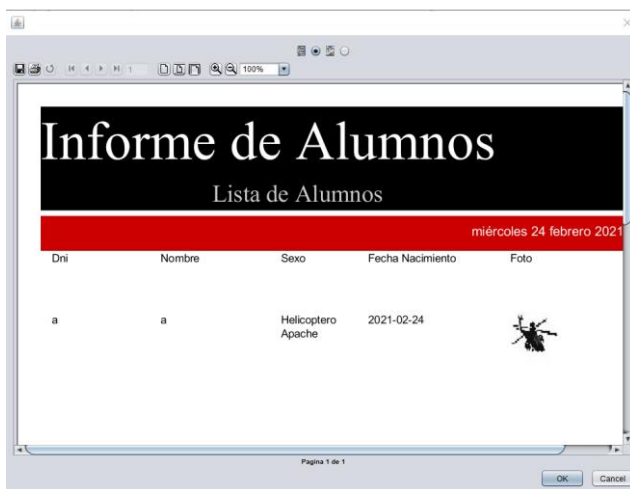 1
100%
Informe de Alumnos
Lista de Alumnos
miércoles 24 febrero 2021
Dni Nombre Sexo Fecha Nacimiento Foto
a a Helicoptero 2021-02-24
Apache
Pagina 1 de 1
OK Cancel